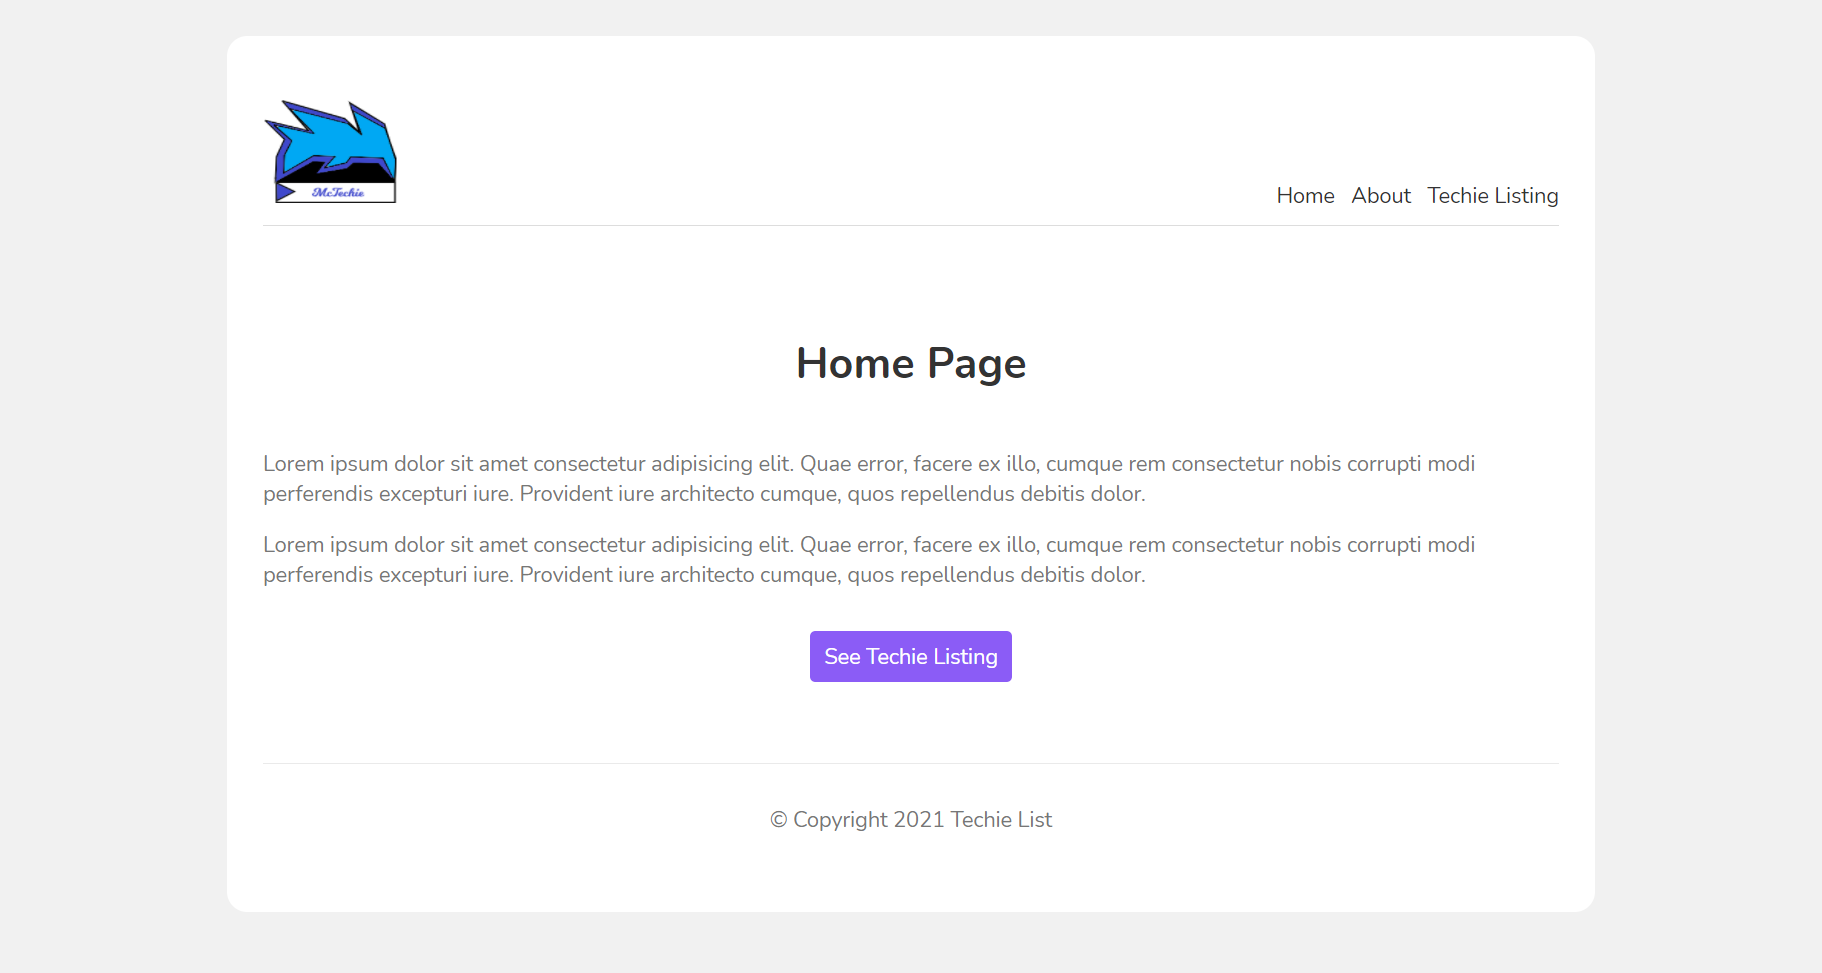 McTechie
Home About Techie Listing
Home Page
Lorem ipsum dolor sit amet consectetur adipisicing elit. Quae error, facere ex illo, cumque rem consectetur nobis corrupti modi
perferendis excepturi iure. Provident iure architecto cumque, quos repellendus debitis dolor.
Lorem ipsum dolor sit amet consectetur adipisicing elit. Quae error, facere ex illo, cumque rem consectetur nobis corrupti modi
perferendis excepturi iure. Provident iure architecto cumque, quos repellendus debitis dolor.
See Techie Listing
© Copyright 2021 Techie List